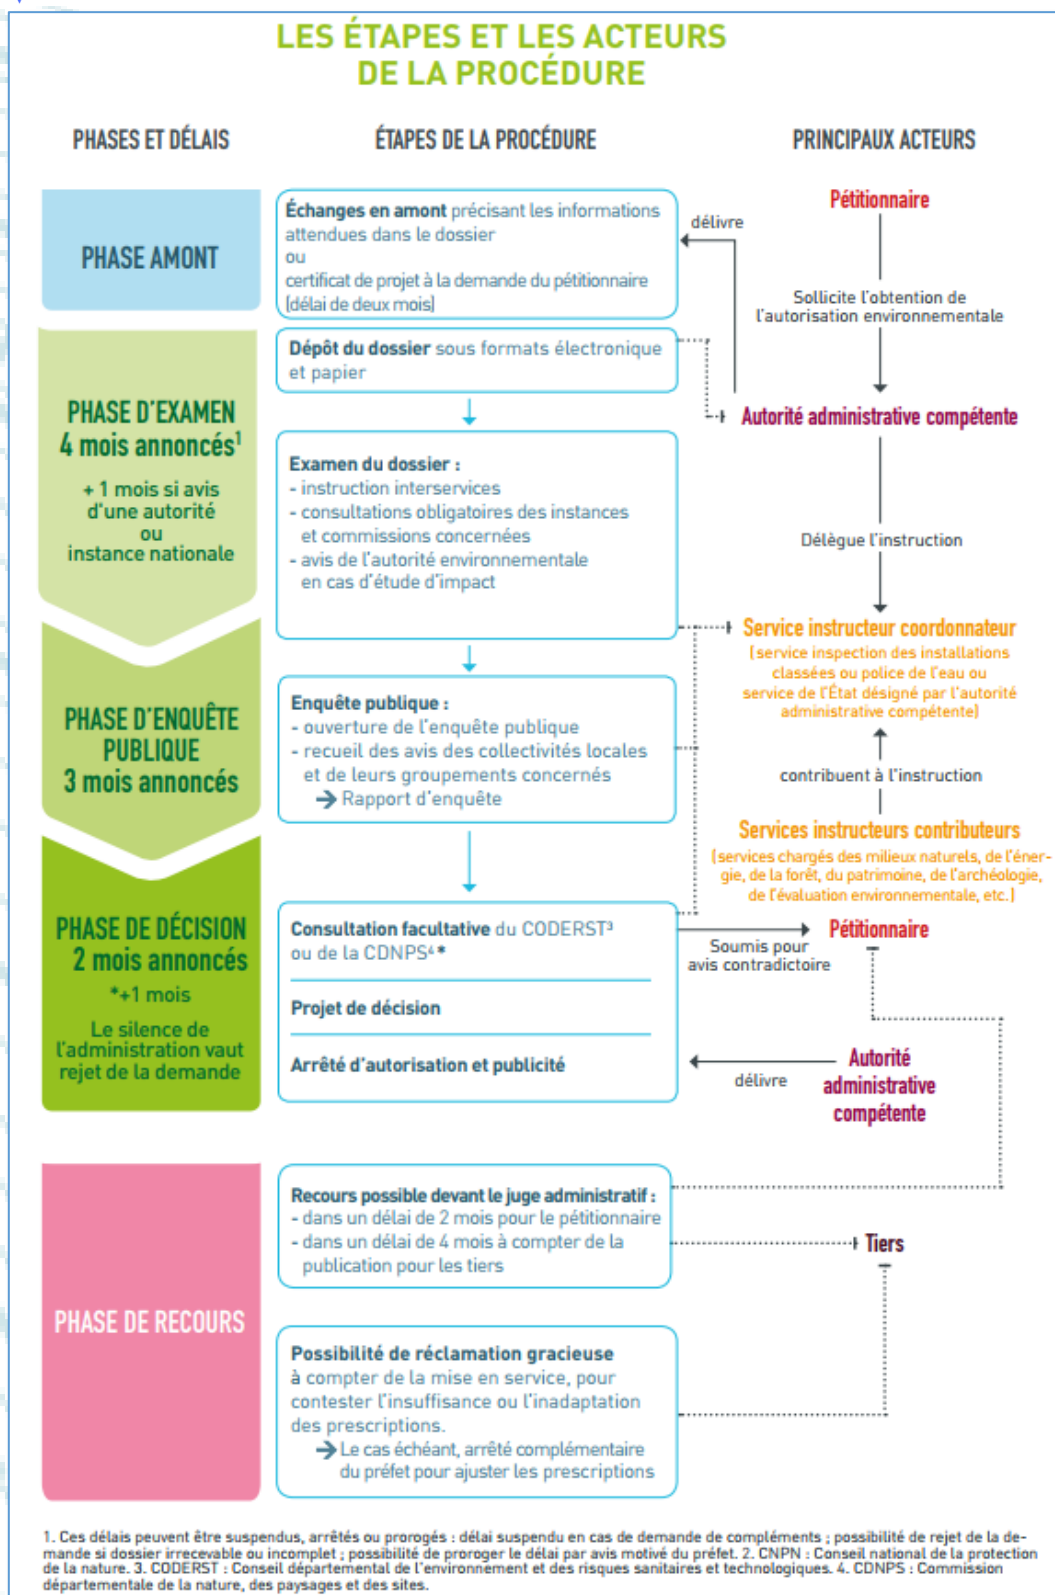 LES ÉTAPES ET LES ACTEURS
DE LA PROCÉDURE
PHASES ET DÉLAIS
ÉTAPES DE LA PROCÉDURE
PRINCIPAUX ACTEURS
PHASE AMONT
Échanges en amont précisant les informations
attendues dans le dossier
ou
certificat de projet à la demande du pétitionnaire
(délai de deux mois)
délivre
Pétitionnaire
Sollicite l'obtention de
l'autorisation environnementale
PHASE D'EXAMEN
4 mois annoncés¹
+ 1 mois si avis
d'une autorité
ou
instance nationale
Dépôt du dossier sous formats électronique
et papier
Autorité administrative compétente
Examen du dossier :
- instruction interservices
- consultations obligatoires des instances
et commissions concernées
- avis de l'autorité environnementale
en cas d'étude d'impact
Délègue l'instruction
Service instructeur coordonnateur
(service inspection des installations
classées ou police de l'eau ou
service de l'État désigné par l'autorité
administrative compétente)
PHASE D'ENQUÊTE
PUBLIQUE
3 mois annoncés
Enquête publique :
- ouverture de l'enquête publique
- recueil des avis des collectivités locales
et de leurs groupements concernés
→ Rapport d'enquête
contribuent à l'instruction
Services instructeurs contributeurs
(services chargés des milieux naturels, de l'éner-
gie, de la forêt, du patrimoine, de l'archéologie,
de l'évaluation environnementale, etc.)
PHASE DE DÉCISION
2 mois annoncés
*+1 mois
Le silence de
l'administration vaut
rejet de la demande
Consultation facultative du CODERST³
ou de la CDNPS⁴*
Projet de décision
Arrêté d'autorisation et publicité
Soumis pour
avis contradictoire
Pétitionnaire
délivre
Autorité
administrative
compétente
PHASE DE RECOURS
Recours possible devant le juge administratif :
- dans un délai de 2 mois pour le pétitionnaire
- dans un délai de 4 mois à compter de la
publication pour les tiers
Tiers
Possibilité de réclamation gracieuse
à compter de la mise en service, pour
contester l'insuffisance ou l'inadaptation
des prescriptions.
→ Le cas échéant, arrêté complémentaire
du préfet pour ajuster les prescriptions
1. Ces délais peuvent être suspendus, arrêtés ou prorogés : délai suspendu en cas de demande de compléments ; possibilité de rejet de la de-
mande si dossier irrecevable ou incomplet ; possibilité de proroger le délai par avis motivé du préfet. 2. CNPN : Conseil national de la protection
de la nature. 3. CODERST : Conseil départemental de l'environnement et des risques sanitaires et technologiques. 4. CDNPS : Commission
départementale de la nature, des paysages et des sites.